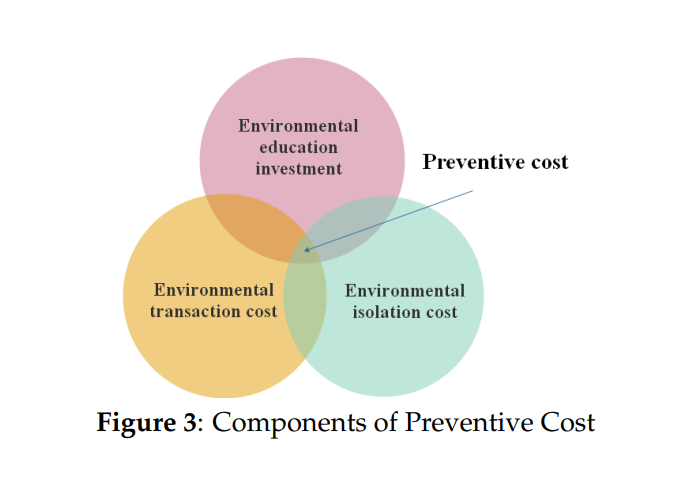 Environmental
education
investment
Preventive cost
Environmental
transaction cost
Environmental
isolation cost
Figure 3: Components of Preventive Cost